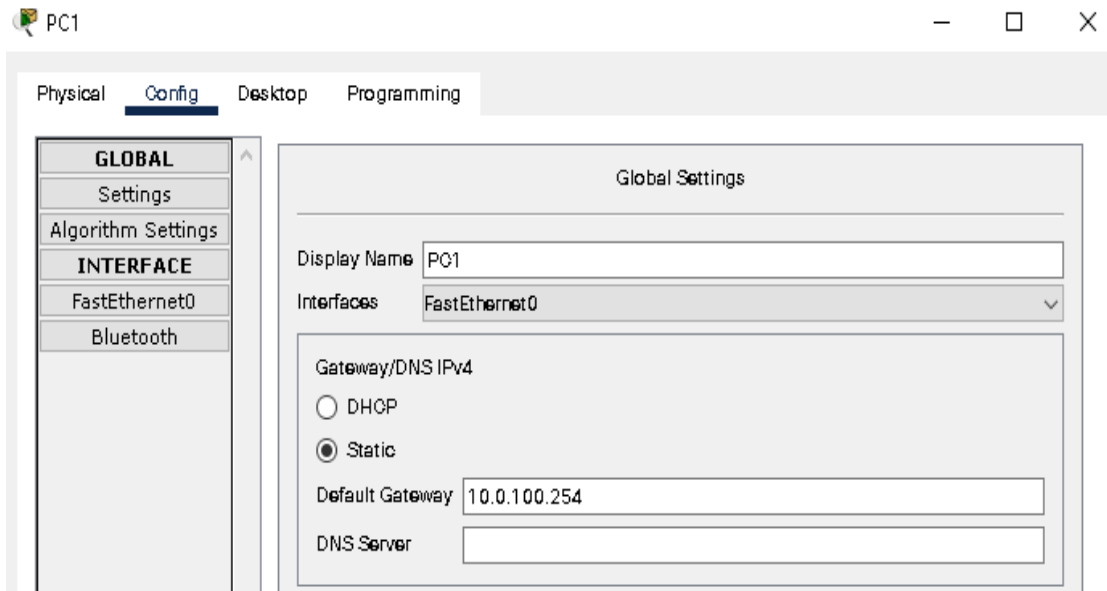 PC1
Physical Config Desktop Programming
GLOBAL
Settings
Algorithm Settings
INTERFACE
FastEthernet0
Bluetooth
Global Settings
Display Name PC1
Interfaces FastEthernet0
Gateway/DNS IPv4
DHCP
Static
Default Gateway 10.0.100.254
DNS Server